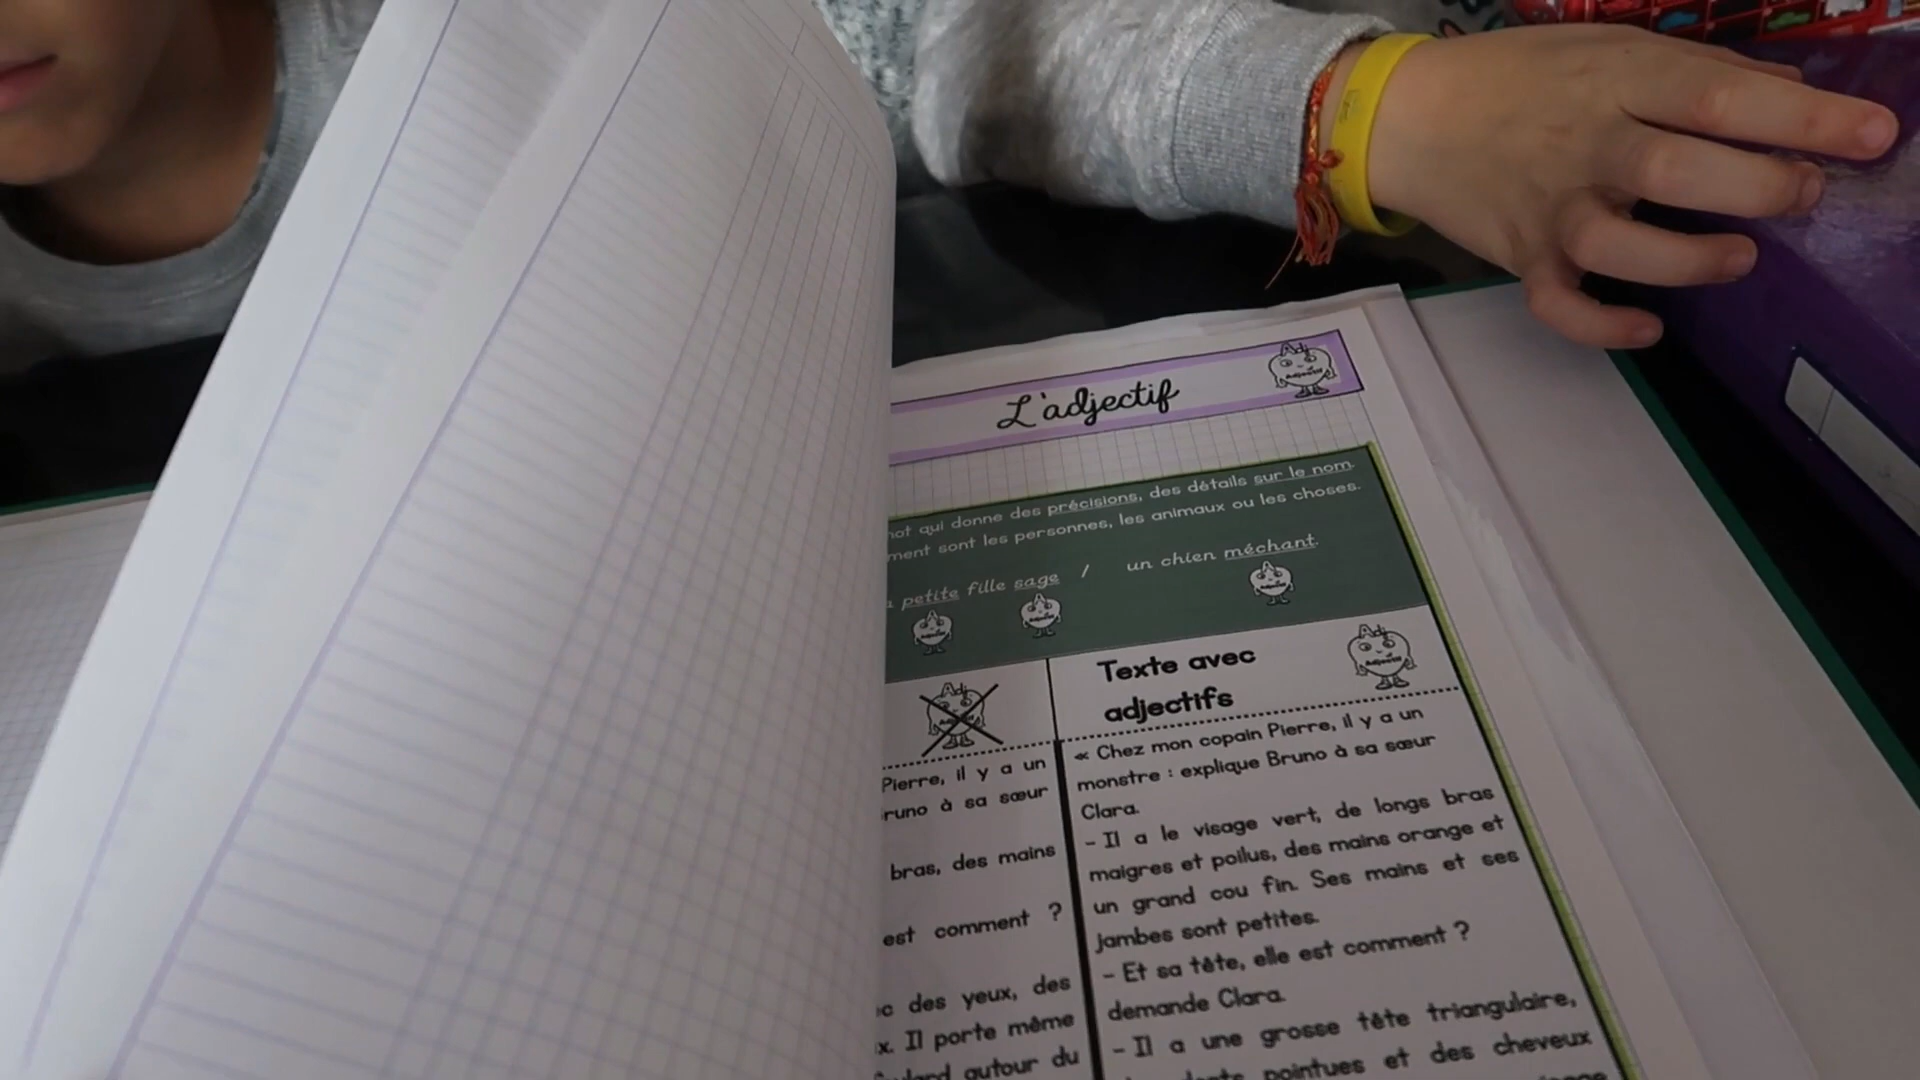 L'adjectif
qui donne des précisions, des détails sur le nom.
sont les personnes, les animaux ou les choses.
petite fille sage / un chien méchant.
Texte avec
adjectifs
Pierre, il y a un
à sa sœur
bras, des mains
est comment ?
des yeux, des
Il porte même
autour du
« Chez mon copain Pierre, il y a un
monstre : explique Bruno à sa sœur
Clara.
- Il a le visage vert, de longs bras
maigres et poilus, des mains orange et
un grand cou fin. Ses mains et ses
jambes sont petites.
- Et sa tête, elle est comment ?
demande Clara.
- Il a une grosse tête triangulaire,
pointues et des cheveux